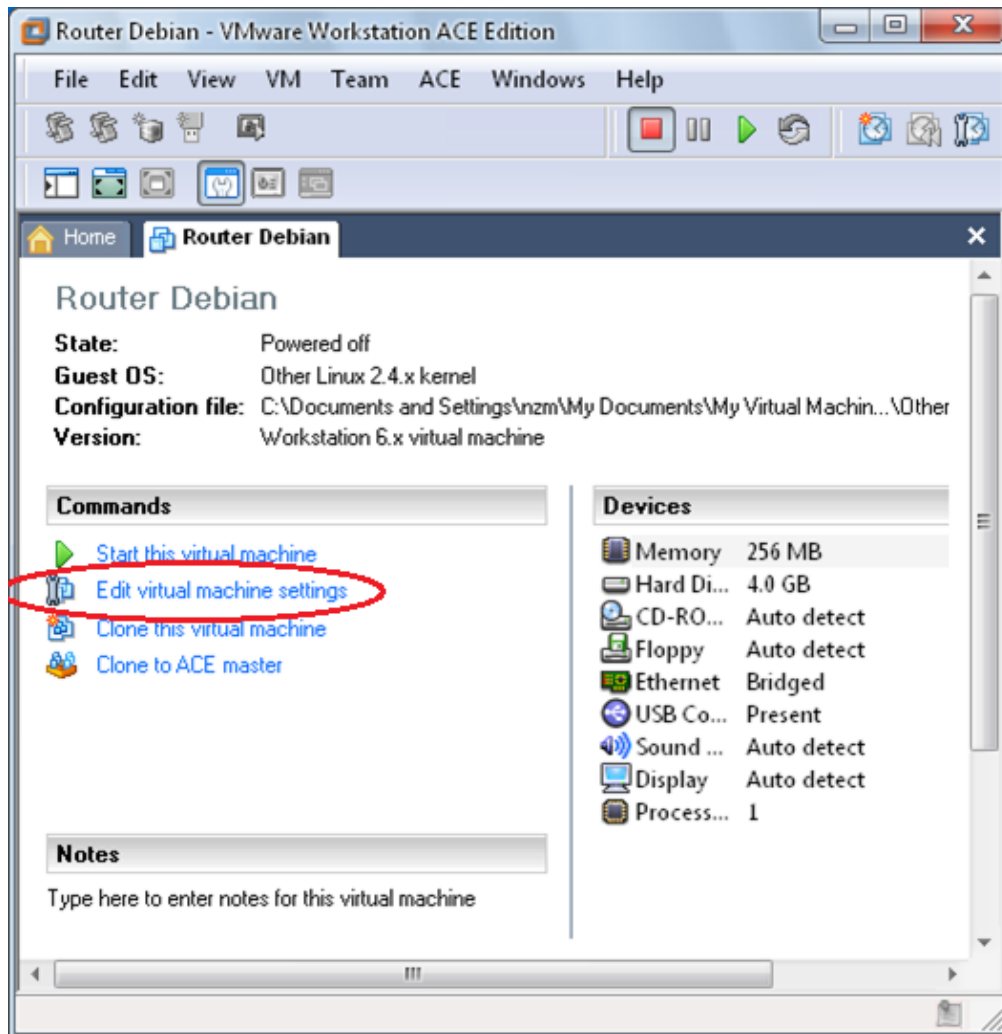 Router Debian - VMware Workstation ACE Edition
File Edit View VM Team ACE Windows Help
Home Router Debian
Router Debian
State: Powered off
Guest OS: Other Linux 2.4.x kernel
Configuration file: C:\Documents and Settings\nzm\My Documents\My Virtual Machin...\Other
Version: Workstation 6.x virtual machine
Commands
Start this virtual machine
Edit virtual machine settings
Clone this virtual machine
Clone to ACE master
Devices
Memory 256 MB
Hard Di... 4.0 GB
CD-RO... Auto detect
Floppy Auto detect
Ethernet Bridged
USB Co... Present
Sound ... Auto detect
Display Auto detect
Process... 1
Notes
Type here to enter notes for this virtual machine